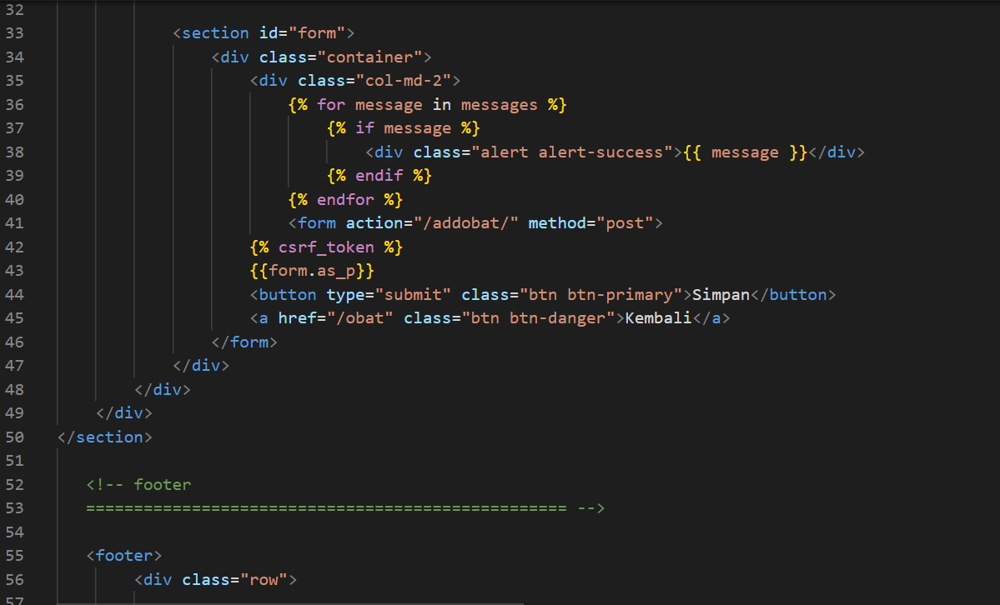 32
33 <section id="form">
34 <div class="container">
35 <div class="col-md-2">
36 {% for message in messages %}
37 {% if message %}
38 <div class="alert alert-success">{{ message }}</div>
39 {% endif %}
40 {% endfor %}
41 <form action="/addobat/" method="post">
42 {% csrf_token %}
43 {{form.as_p}}
44 <button type="submit" class="btn btn-primary">Simpan</button>
45 <a href="/obat" class="btn btn-danger">Kembali</a>
46 </form>
47 </div>
48 </div>
49 </div>
50 </section>
51
52 <!-- footer
53 ================================================== -->
54
55 <footer>
56 <div class="row">
57